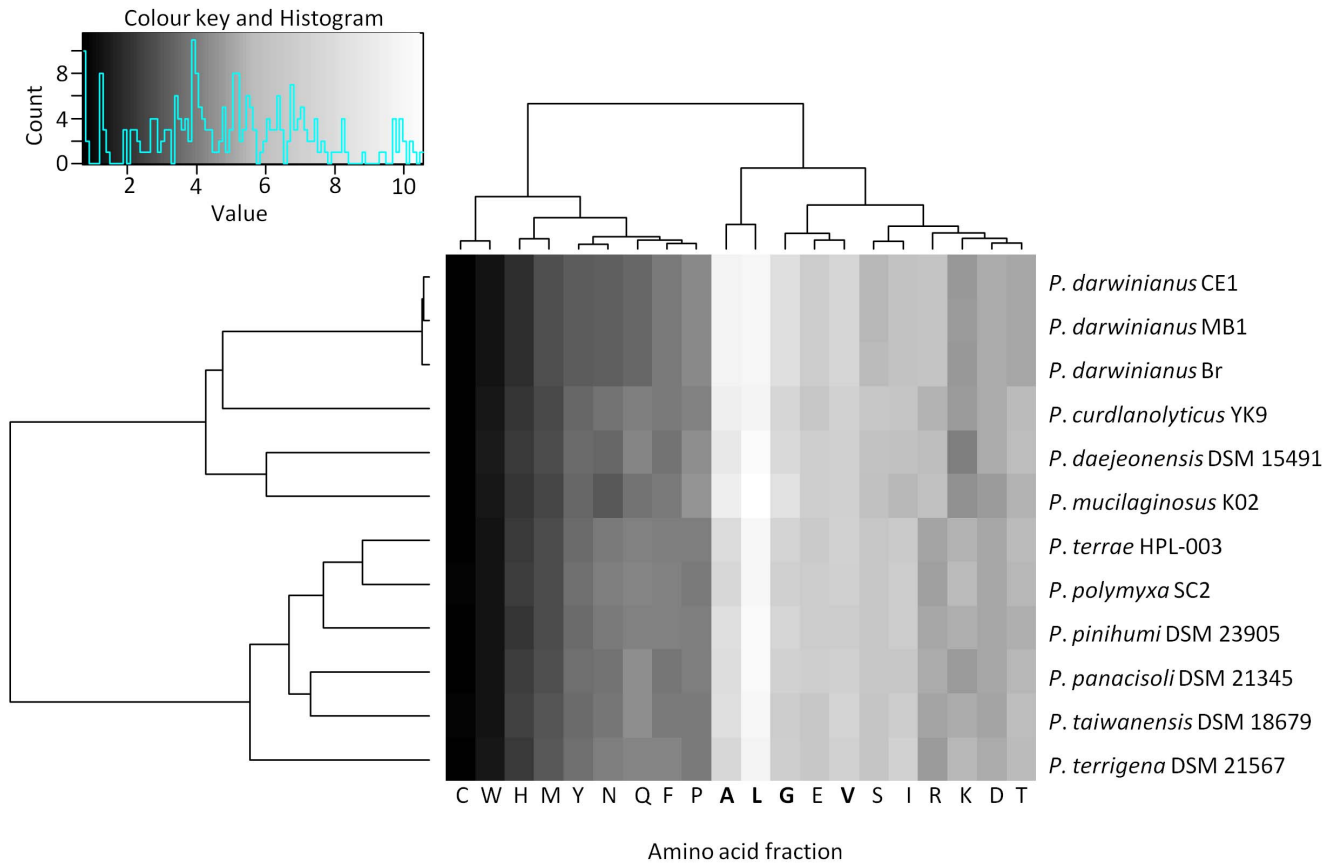 Colour key and Histogram
8
4
0
Count
2 4 6 8 10
Value
P. darwinianus CE1
P. darwinianus MB1
P. darwinianus Br
P. curdlanolyticus YK9
P. daejeonensis DSM 15491
P. mucilaginosus K02
P. terrae HPL-003
P. polymyxa SC2
P. pinihumi DSM 23905
P. panacisoli DSM 21345
P. taiwanensis DSM 18679
P. terrigena DSM 21567
C W H M Y N Q F P A L G E V S I R K D T
Amino acid fraction